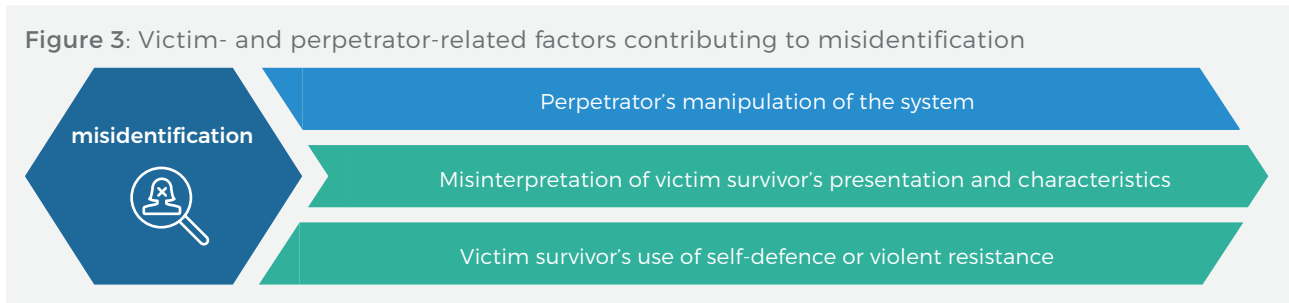 Figure 3: Victim- and perpetrator-related factors contributing to misidentification
misidentification
Perpetrator’s manipulation of the system
Misinterpretation of victim survivor’s presentation and characteristics
Victim survivor’s use of self-defence or violent resistance